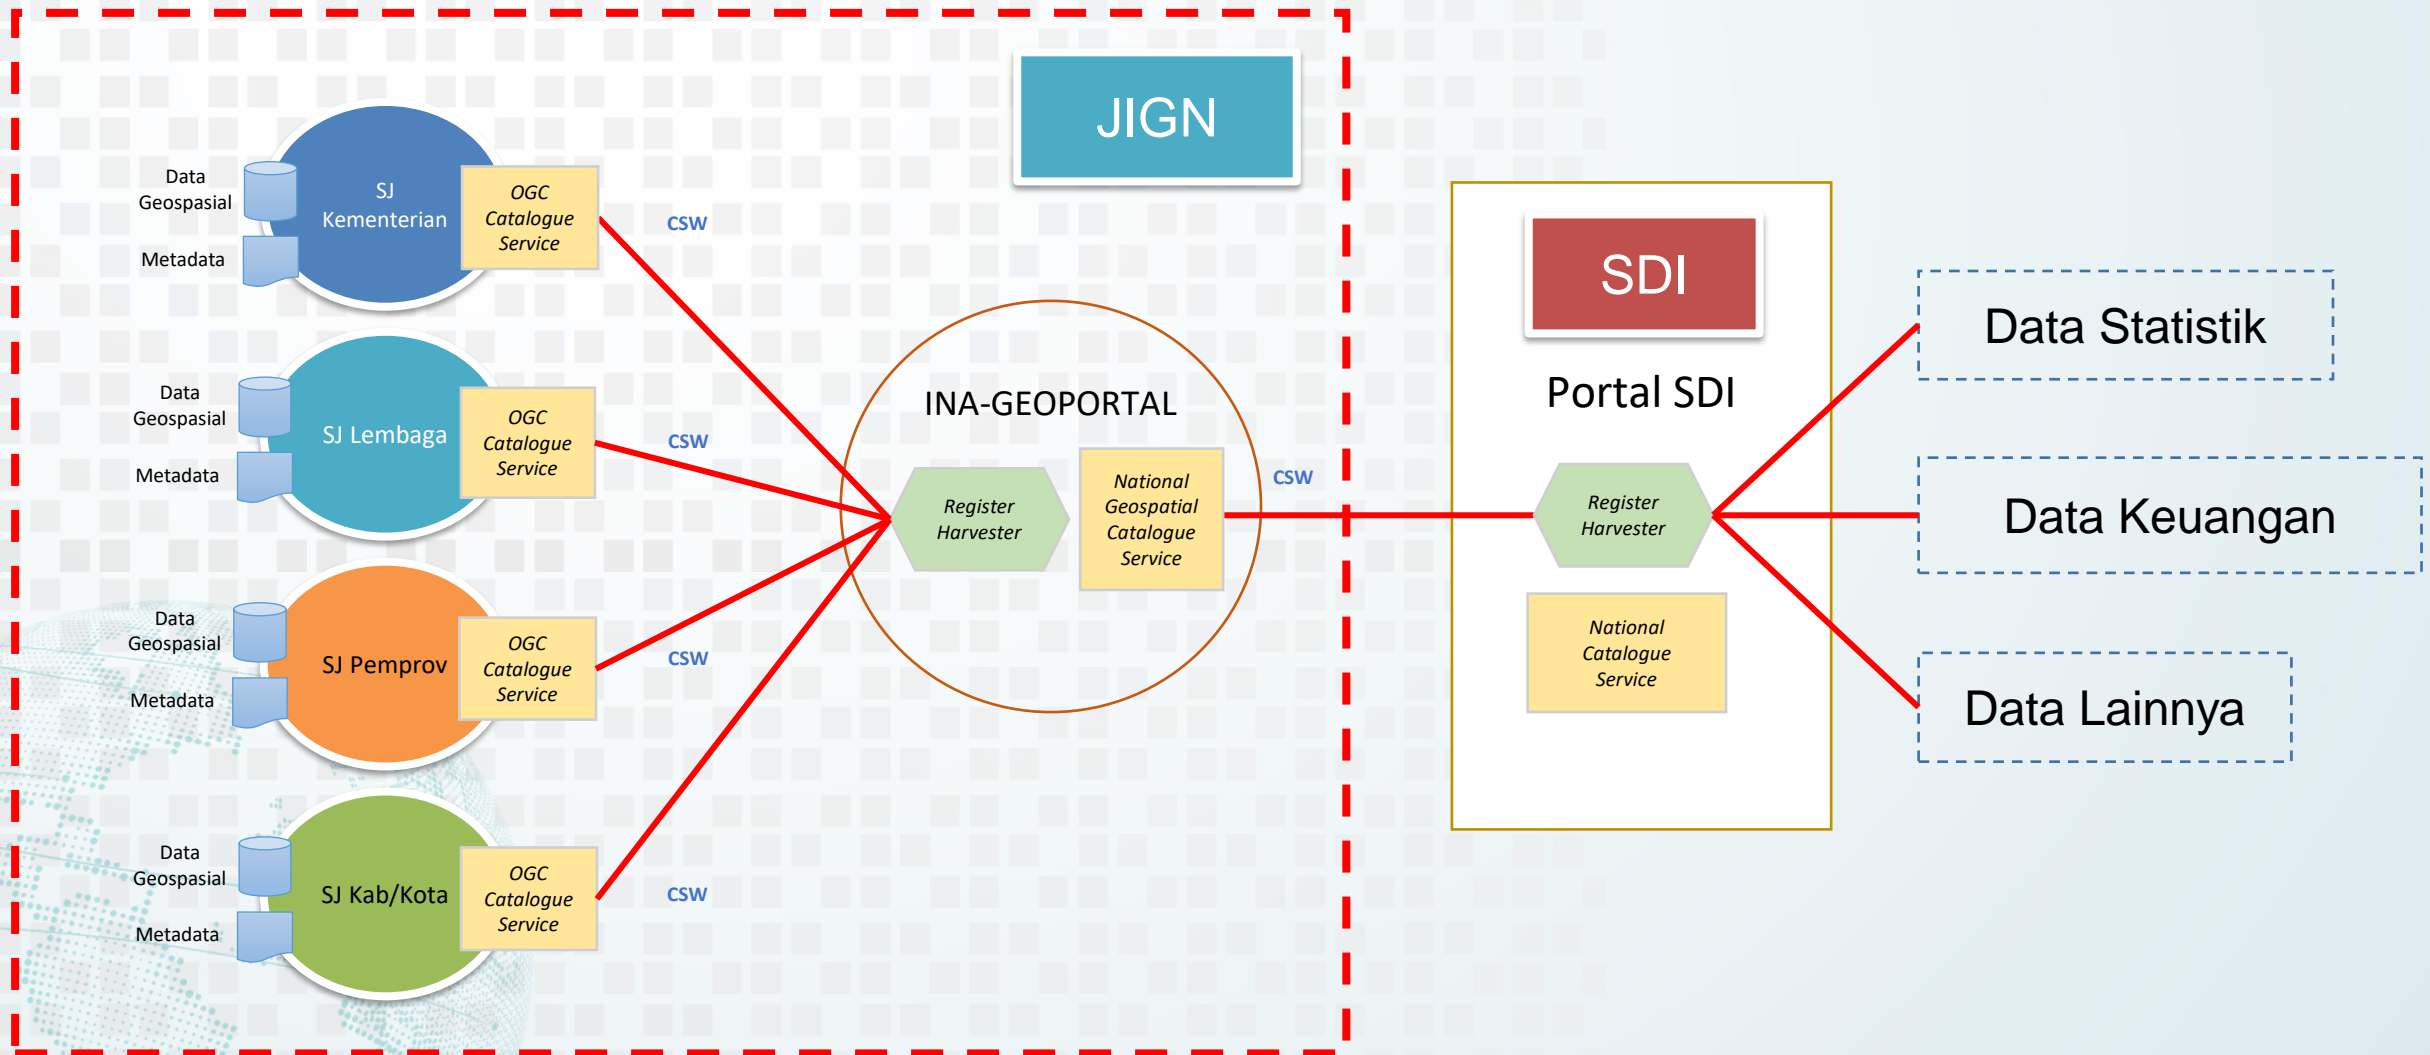 JIGN
Data
Geospasial
Metadata
SJ
Kementerian
OGC
Catalogue
Service
CSW
Data
Geospasial
Metadata
SJ Lembaga
OGC
Catalogue
Service
CSW
Data
Geospasial
Metadata
SJ Pemprov
OGC
Catalogue
Service
CSW
Data
Geospasial
Metadata
SJ Kab/Kota
OGC
Catalogue
Service
CSW
INA-GEOPORTAL
Register
Harvester
National
Geospatial
Catalogue
Service
CSW
SDI
Portal SDI
Register
Harvester
National
Catalogue
Service
Data Statistik
Data Keuangan
Data Lainnya